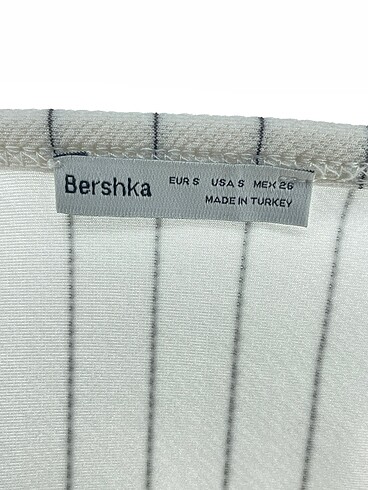 Bershka EUR S USA S MEX 26
MADE IN TURKEY